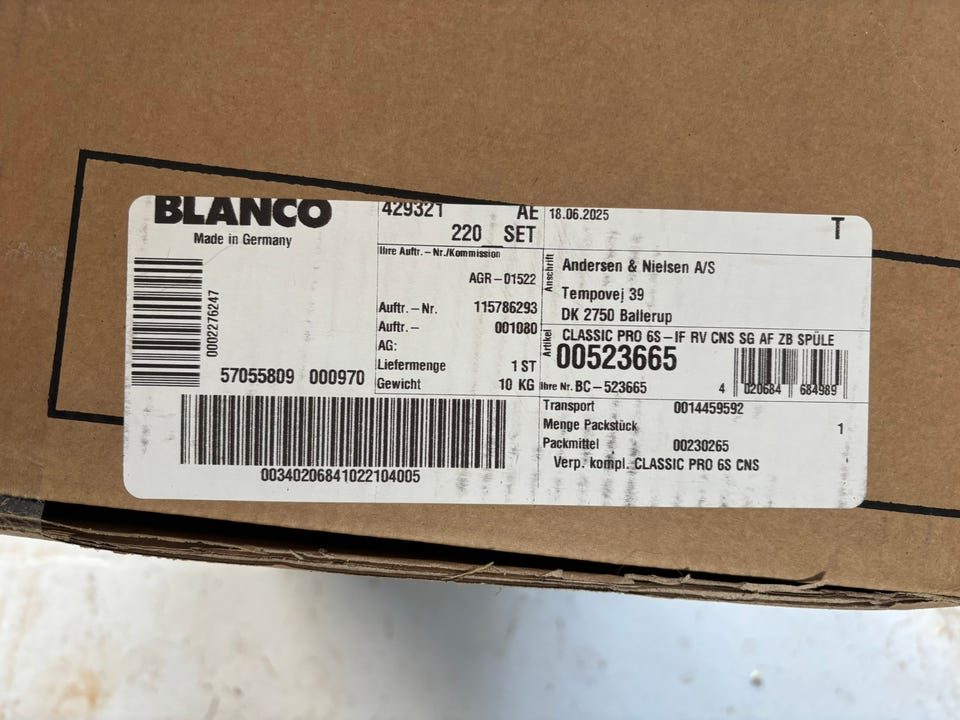 BLANCO
Made in Germany
0002276247
57055809 000970
00340206841022104005
429321 AE
220 SET
Ihre Auftr.-Nr./Kommission
AGR-01522
Auftr.-Nr. 115786293
Auftr.- 001080
AG:
Liefermenge 1 ST
Gewicht 10 KG
18.06.2025
T
Anschrift
Andersen & Nielsen A/S
Tempovej 39
DK 2750 Ballerup
Artikel
CLASSIC PRO 6S-IF RV CNS SG AF ZB SPÜLE
00523665
Ihre Nr. BC-523665
4 020684 684989
Transport 0014459592
Menge Packstück 1
Packmittel 00230265
Verp. kompl. CLASSIC PRO 6S CNS